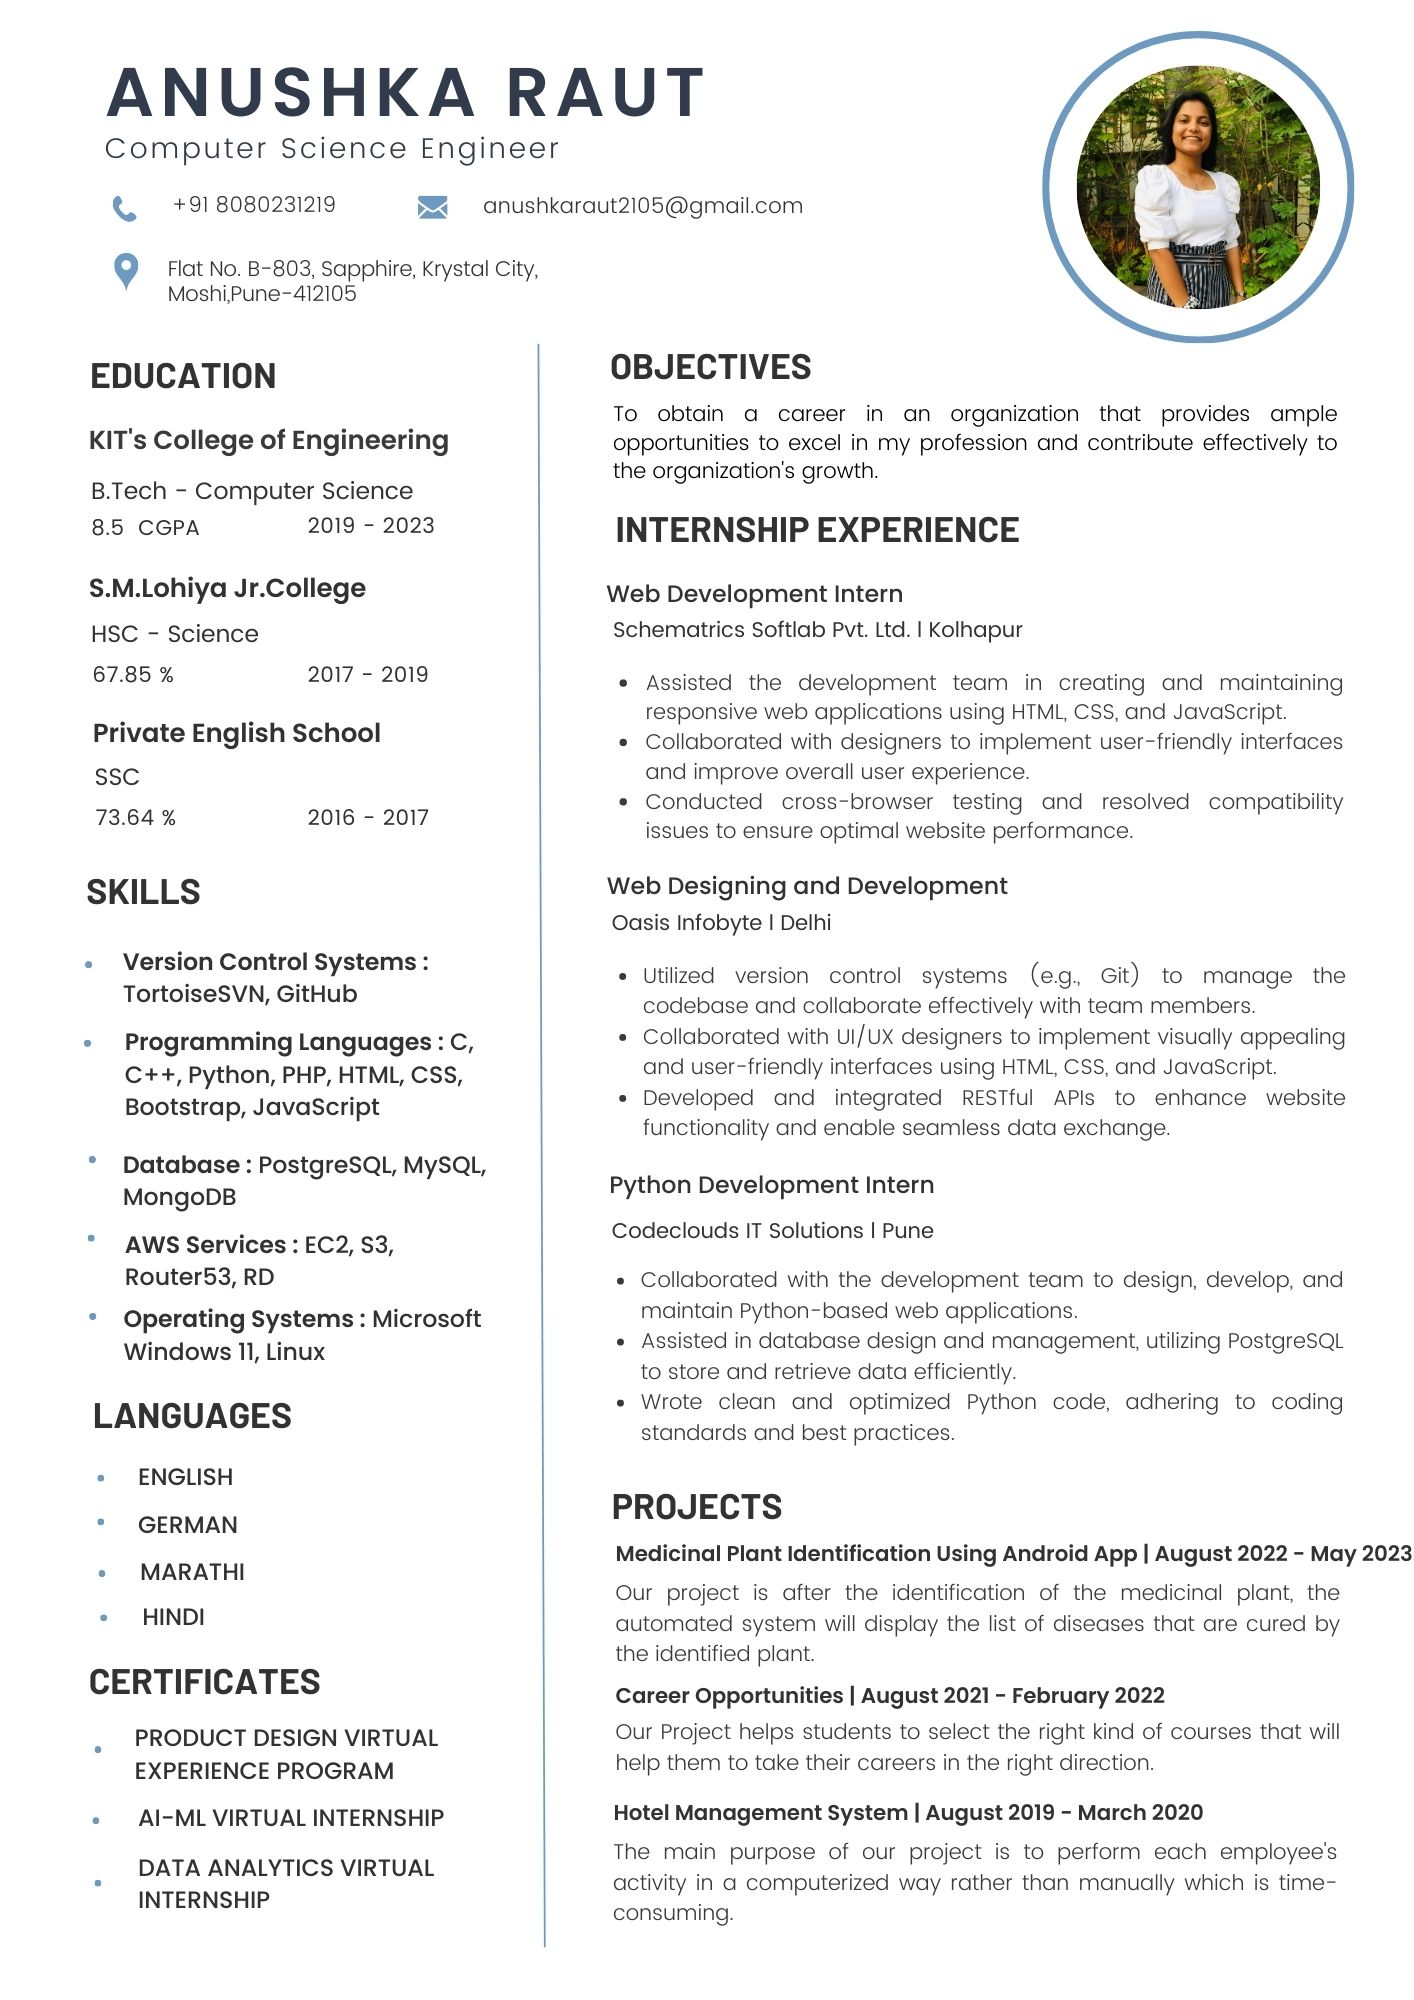 ANUSHKA RAUT
Computer Science Engineer
+91 8080231219
anushkaraut2105@gmail.com
Flat No. B-803, Sapphire, Krystal City,
Moshi,Pune-412105
EDUCATION
KIT's College of Engineering
B.Tech - Computer Science
8.5 CGPA 2019 - 2023
S.M.Lohiya Jr.College
HSC - Science
67.85 % 2017 - 2019
Private English School
SSC
73.64 % 2016 - 2017
SKILLS
• Version Control Systems :
TortoiseSVN, GitHub
• Programming Languages : C,
C++, Python, PHP, HTML, CSS,
Bootstrap, JavaScript
• Database : PostgreSQL, MySQL,
MongoDB
• AWS Services : EC2, S3,
Router53, RD
• Operating Systems : Microsoft
Windows 11, Linux
LANGUAGES
• ENGLISH
• GERMAN
• MARATHI
• HINDI
CERTIFICATES
• PRODUCT DESIGN VIRTUAL
EXPERIENCE PROGRAM
• AI-ML VIRTUAL INTERNSHIP
• DATA ANALYTICS VIRTUAL
INTERNSHIP
OBJECTIVES
To obtain a career in an organization that provides ample
opportunities to excel in my profession and contribute effectively to
the organization's growth.
INTERNSHIP EXPERIENCE
Web Development Intern
Schematrics Softlab Pvt. Ltd. l Kolhapur
• Assisted the development team in creating and maintaining
responsive web applications using HTML, CSS, and JavaScript.
• Collaborated with designers to implement user-friendly interfaces
and improve overall user experience.
• Conducted cross-browser testing and resolved compatibility
issues to ensure optimal website performance.
Web Designing and Development
Oasis Infobyte l Delhi
• Utilized version control systems (e.g., Git) to manage the
codebase and collaborate effectively with team members.
• Collaborated with UI/UX designers to implement visually appealing
and user-friendly interfaces using HTML, CSS, and JavaScript.
• Developed and integrated RESTful APIs to enhance website
functionality and enable seamless data exchange.
Python Development Intern
Codeclouds IT Solutions l Pune
• Collaborated with the development team to design, develop, and
maintain Python-based web applications.
• Assisted in database design and management, utilizing PostgreSQL
to store and retrieve data efficiently.
• Wrote clean and optimized Python code, adhering to coding
standards and best practices.
PROJECTS
Medicinal Plant Identification Using Android App | August 2022 - May 2023
Our project is after the identification of the medicinal plant, the
automated system will display the list of diseases that are cured by
the identified plant.
Career Opportunities | August 2021 - February 2022
Our Project helps students to select the right kind of courses that will
help them to take their careers in the right direction.
Hotel Management System | August 2019 - March 2020
The main purpose of our project is to perform each employee's
activity in a computerized way rather than manually which is time-
consuming.